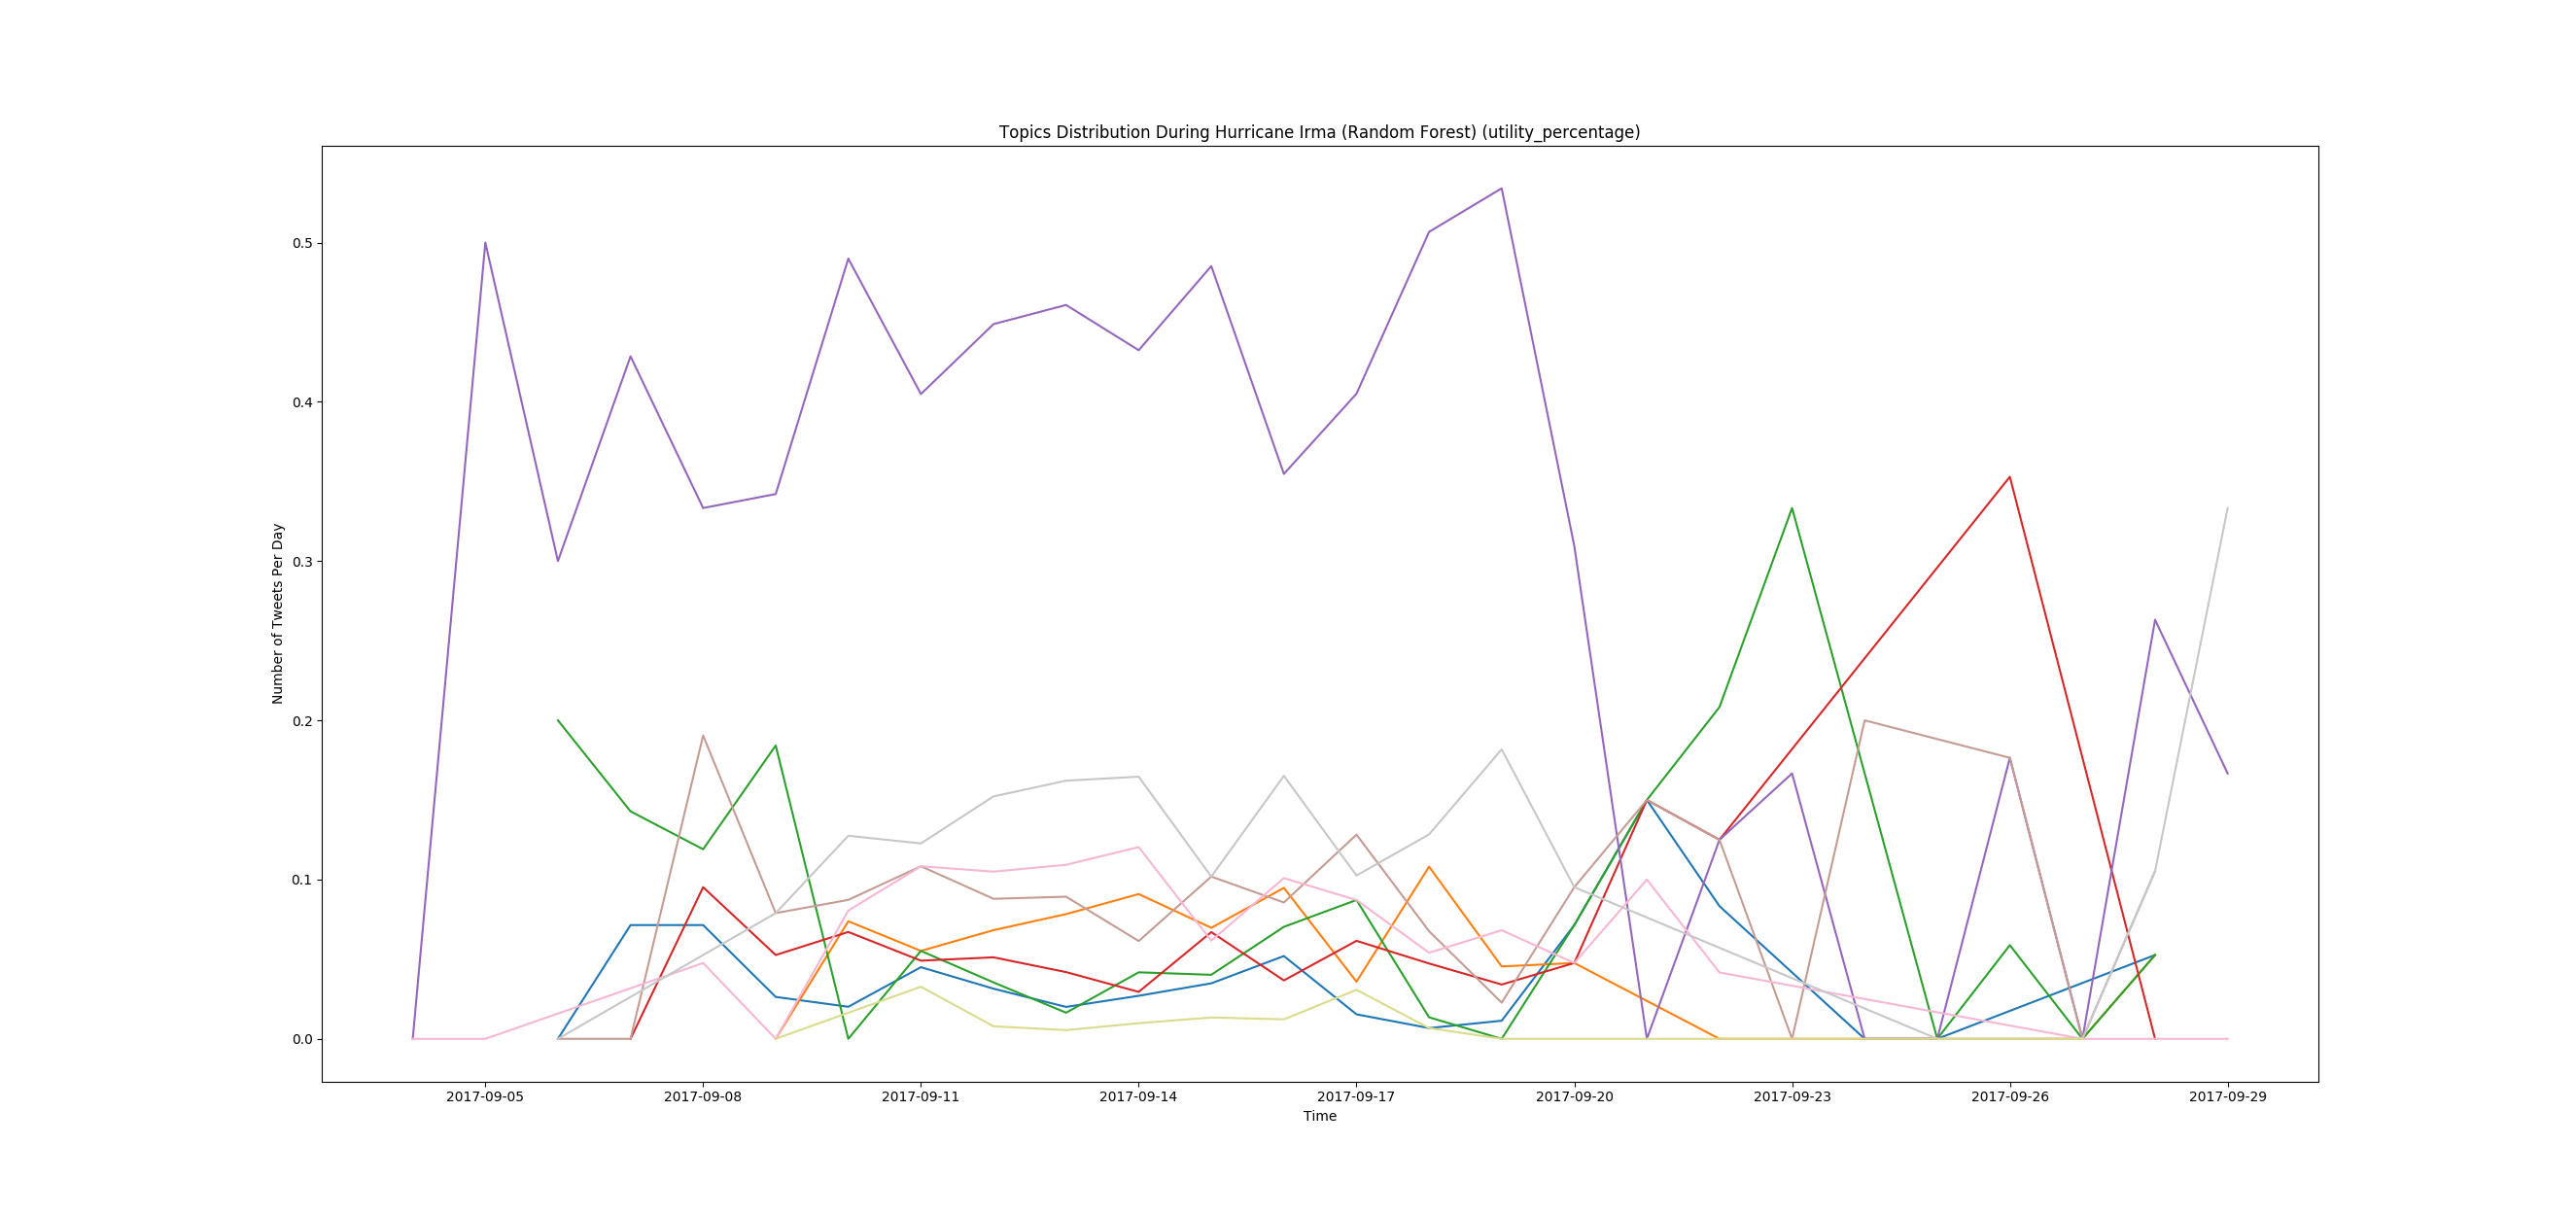 Topics Distribution During Hurricane Irma (Random Forest) (utility_percentage)
Number of Tweets Per Day
0.5
0.4
0.3
0.2
0.1
0.0
2017-09-05 2017-09-08 2017-09-11 2017-09-14 2017-09-17 2017-09-20 2017-09-23 2017-09-26 2017-09-29
Time